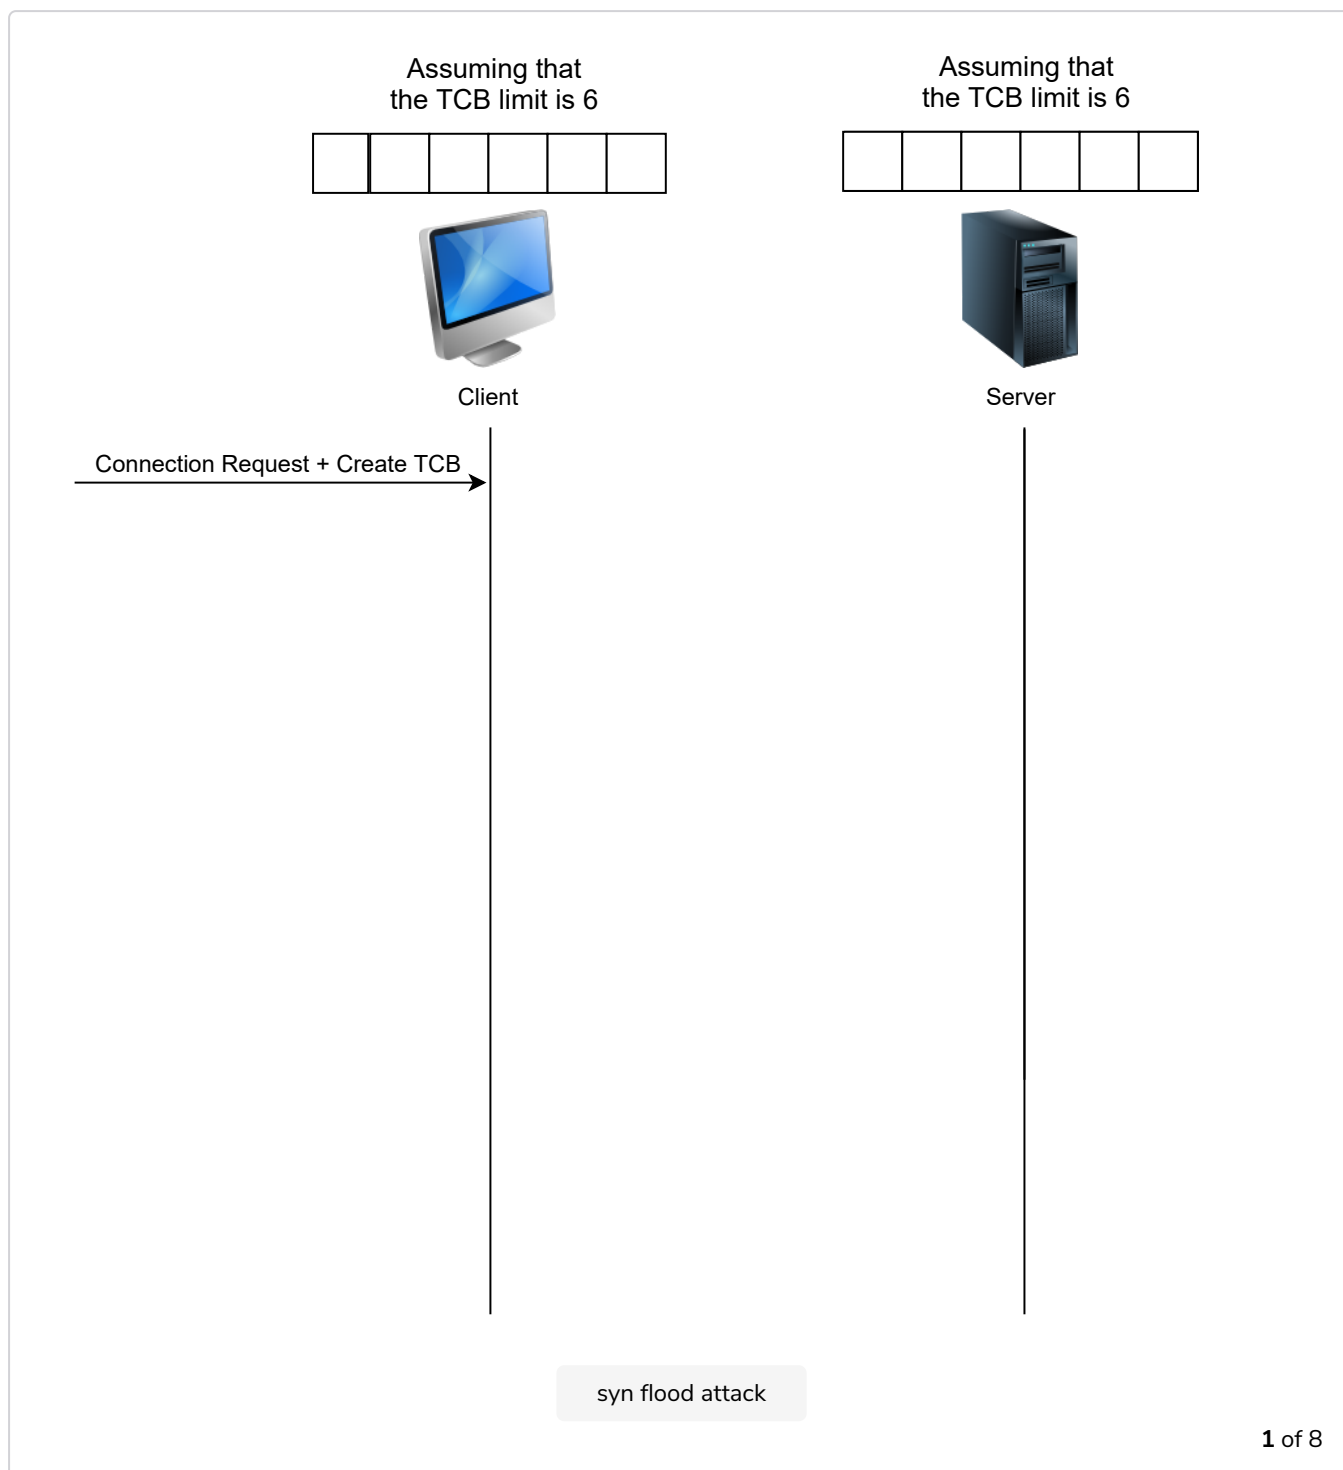 Assuming that
the TCB limit is 6
Assuming that
the TCB limit is 6
Client
Server
Connection Request + Create TCB
syn flood attack
1 of 8